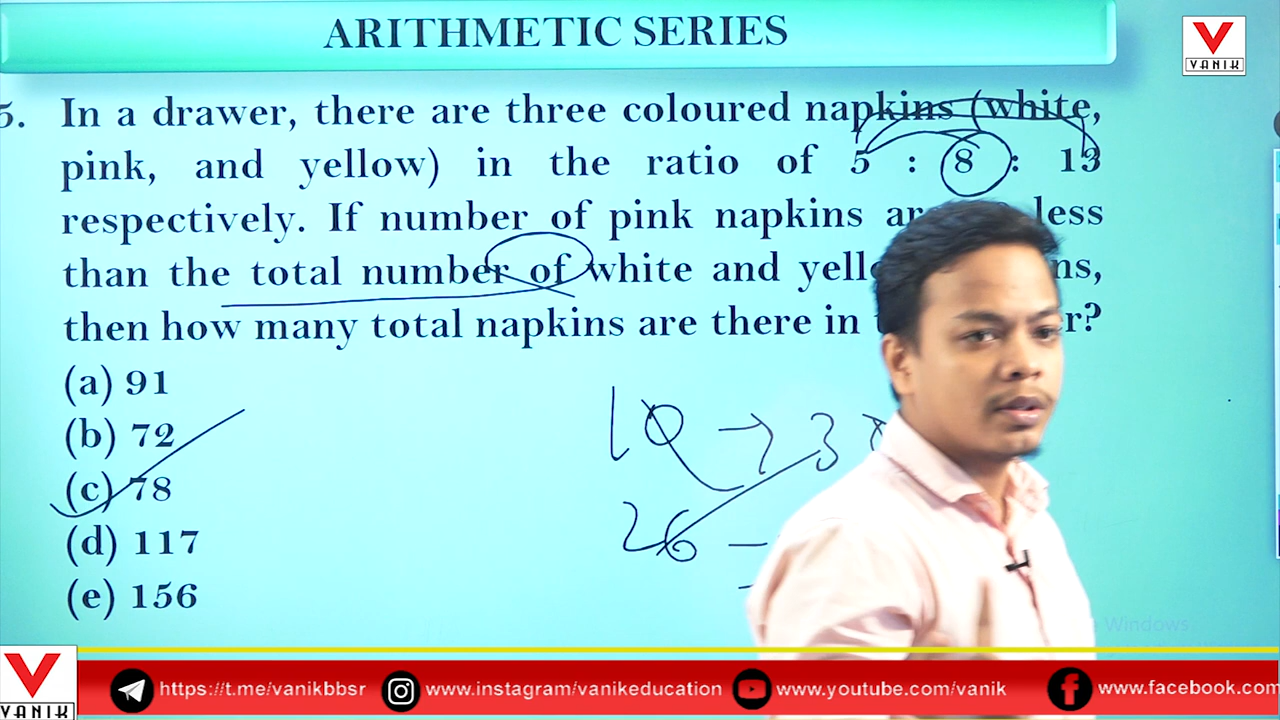 ARITHMETIC SERIES
VANIK
5. In a drawer, there are three coloured napkins (white,
pink, and yellow) in the ratio of 5 : 8 : 13
respectively. If number of pink napkins are less
than the total number of white and
then how many total napkins are there in
(a) 91
(b) 72
(c) 78
(d) 117
(e) 156
10 → 3
26 –
Windows
VANIK
https://t.me/vanikbbsr
www.instagram/vanikeducation
www.youtube.com/vanik
www.facebook.com